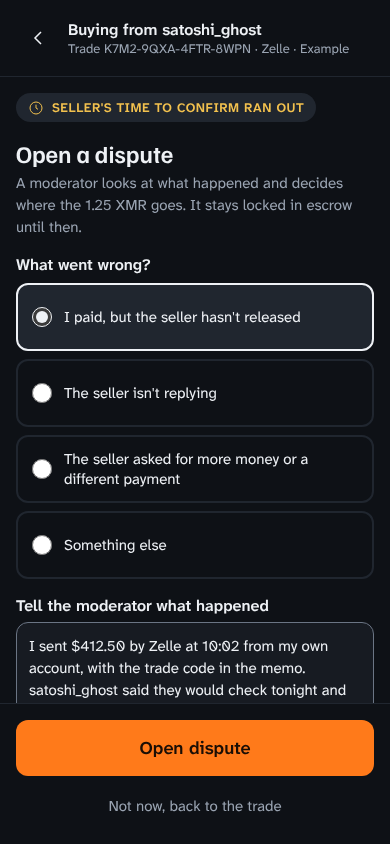 Buying from satoshi_ghost
Trade K7M2-9QXA-4FTR-8WPN · Zelle · Example
SELLER'S TIME TO CONFIRM RAN OUT
Open a dispute
A moderator looks at what happened and decides
where the 1.25 XMR goes. It stays locked in escrow
until then.
What went wrong?
I paid, but the seller hasn't released
The seller isn't replying
The seller asked for more money or a
different payment
Something else
Tell the moderator what happened
I sent $412.50 by Zelle at 10:02 from my own
account, with the trade code in the memo.
satoshi_ghost said they would check tonight and
Open dispute
Not now, back to the trade